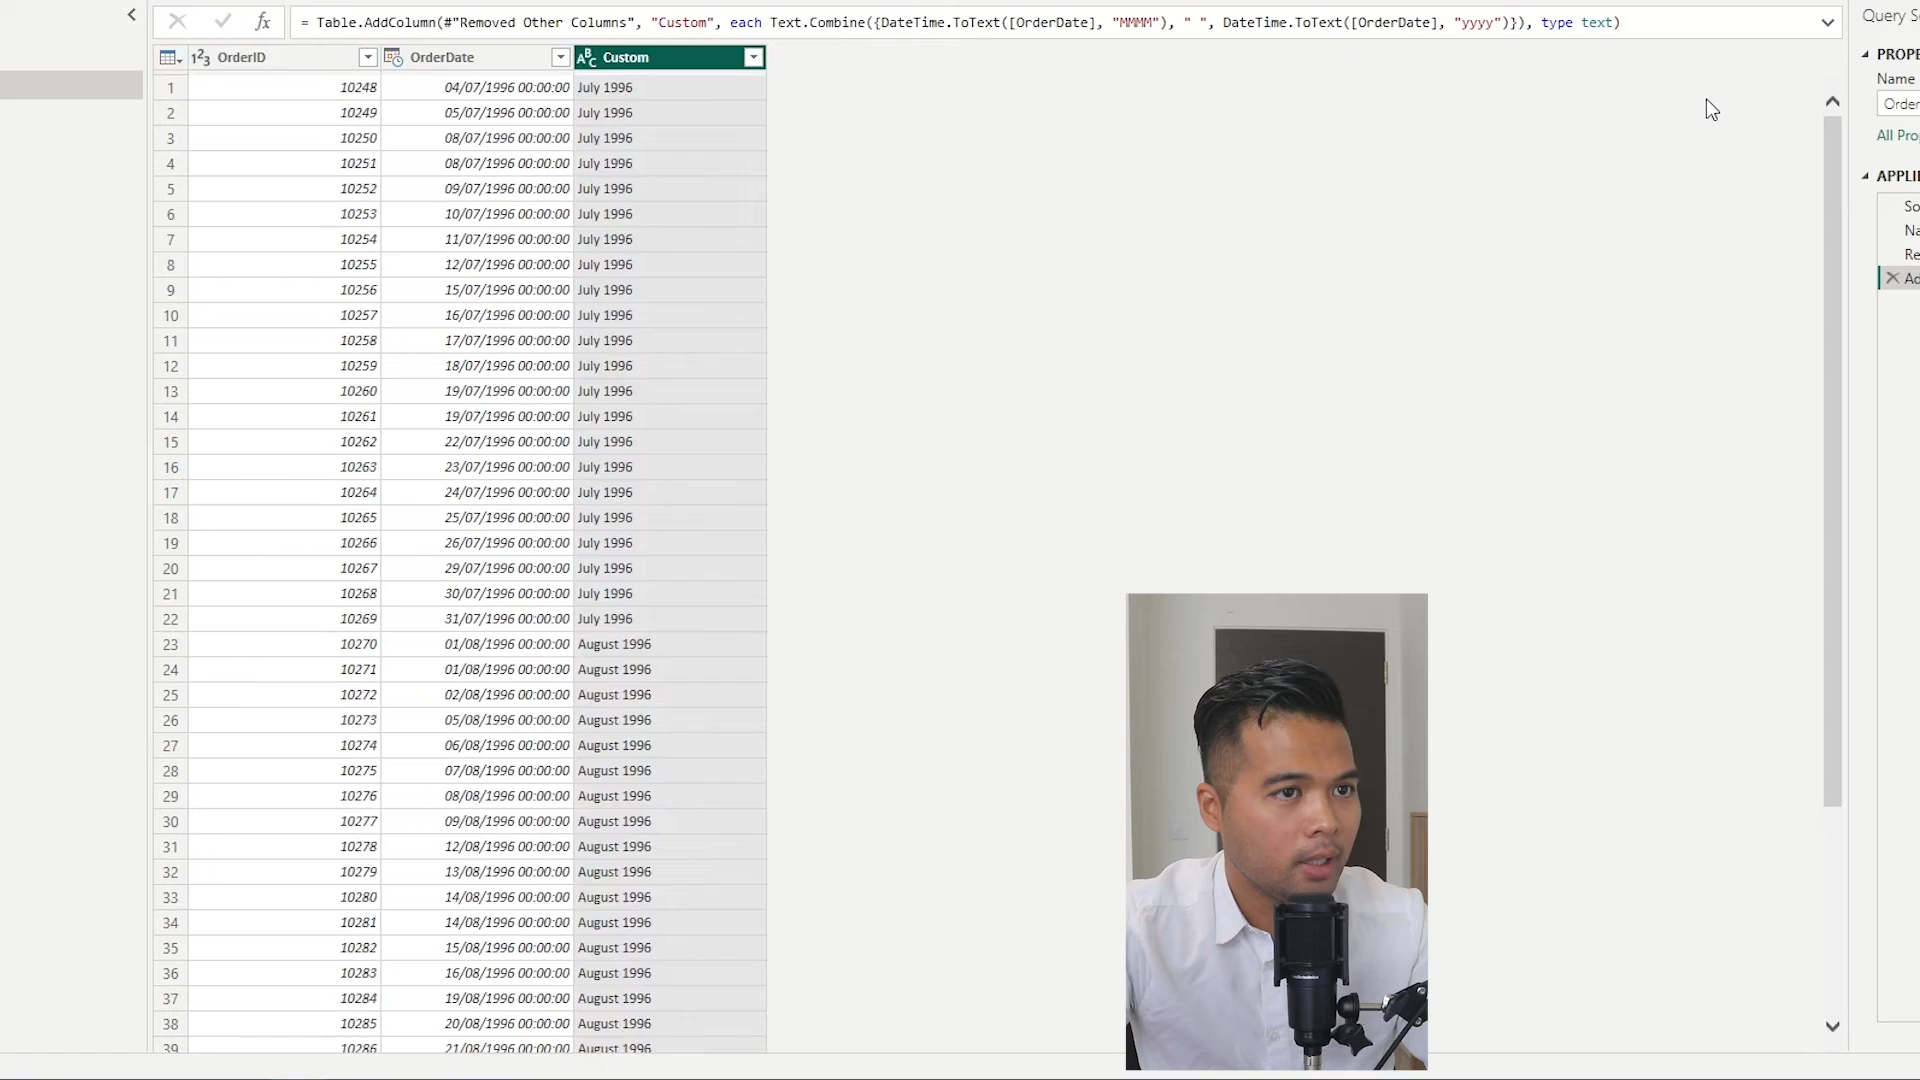 = Table.AddColumn(#"Removed Other Columns", "Custom", each Text.Combine({DateTime.ToText([OrderDate], "MMMM"), " ", DateTime.ToText([OrderDate], "yyyy")}), type text)
OrderID OrderDate Custom
1 10248 04/07/1996 00:00:00 July 1996
2 10249 05/07/1996 00:00:00 July 1996
3 10250 08/07/1996 00:00:00 July 1996
4 10251 08/07/1996 00:00:00 July 1996
5 10252 09/07/1996 00:00:00 July 1996
6 10253 10/07/1996 00:00:00 July 1996
7 10254 11/07/1996 00:00:00 July 1996
8 10255 12/07/1996 00:00:00 July 1996
9 10256 15/07/1996 00:00:00 July 1996
10 10257 16/07/1996 00:00:00 July 1996
11 10258 17/07/1996 00:00:00 July 1996
12 10259 18/07/1996 00:00:00 July 1996
13 10260 19/07/1996 00:00:00 July 1996
14 10261 19/07/1996 00:00:00 July 1996
15 10262 22/07/1996 00:00:00 July 1996
16 10263 23/07/1996 00:00:00 July 1996
17 10264 24/07/1996 00:00:00 July 1996
18 10265 25/07/1996 00:00:00 July 1996
19 10266 26/07/1996 00:00:00 July 1996
20 10267 29/07/1996 00:00:00 July 1996
21 10268 30/07/1996 00:00:00 July 1996
22 10269 31/07/1996 00:00:00 July 1996
23 10270 01/08/1996 00:00:00 August 1996
24 10271 01/08/1996 00:00:00 August 1996
25 10272 02/08/1996 00:00:00 August 1996
26 10273 05/08/1996 00:00:00 August 1996
27 10274 06/08/1996 00:00:00 August 1996
28 10275 07/08/1996 00:00:00 August 1996
29 10276 08/08/1996 00:00:00 August 1996
30 10277 09/08/1996 00:00:00 August 1996
31 10278 12/08/1996 00:00:00 August 1996
32 10279 13/08/1996 00:00:00 August 1996
33 10280 14/08/1996 00:00:00 August 1996
34 10281 14/08/1996 00:00:00 August 1996
35 10282 15/08/1996 00:00:00 August 1996
36 10283 16/08/1996 00:00:00 August 1996
37 10284 19/08/1996 00:00:00 August 1996
38 10285 20/08/1996 00:00:00 August 1996
39 10286 21/08/1996 00:00:00 August 1996
Query Se
PROPE
Name
Order
All Pro
APPLIE
So
Na
Re
Ad